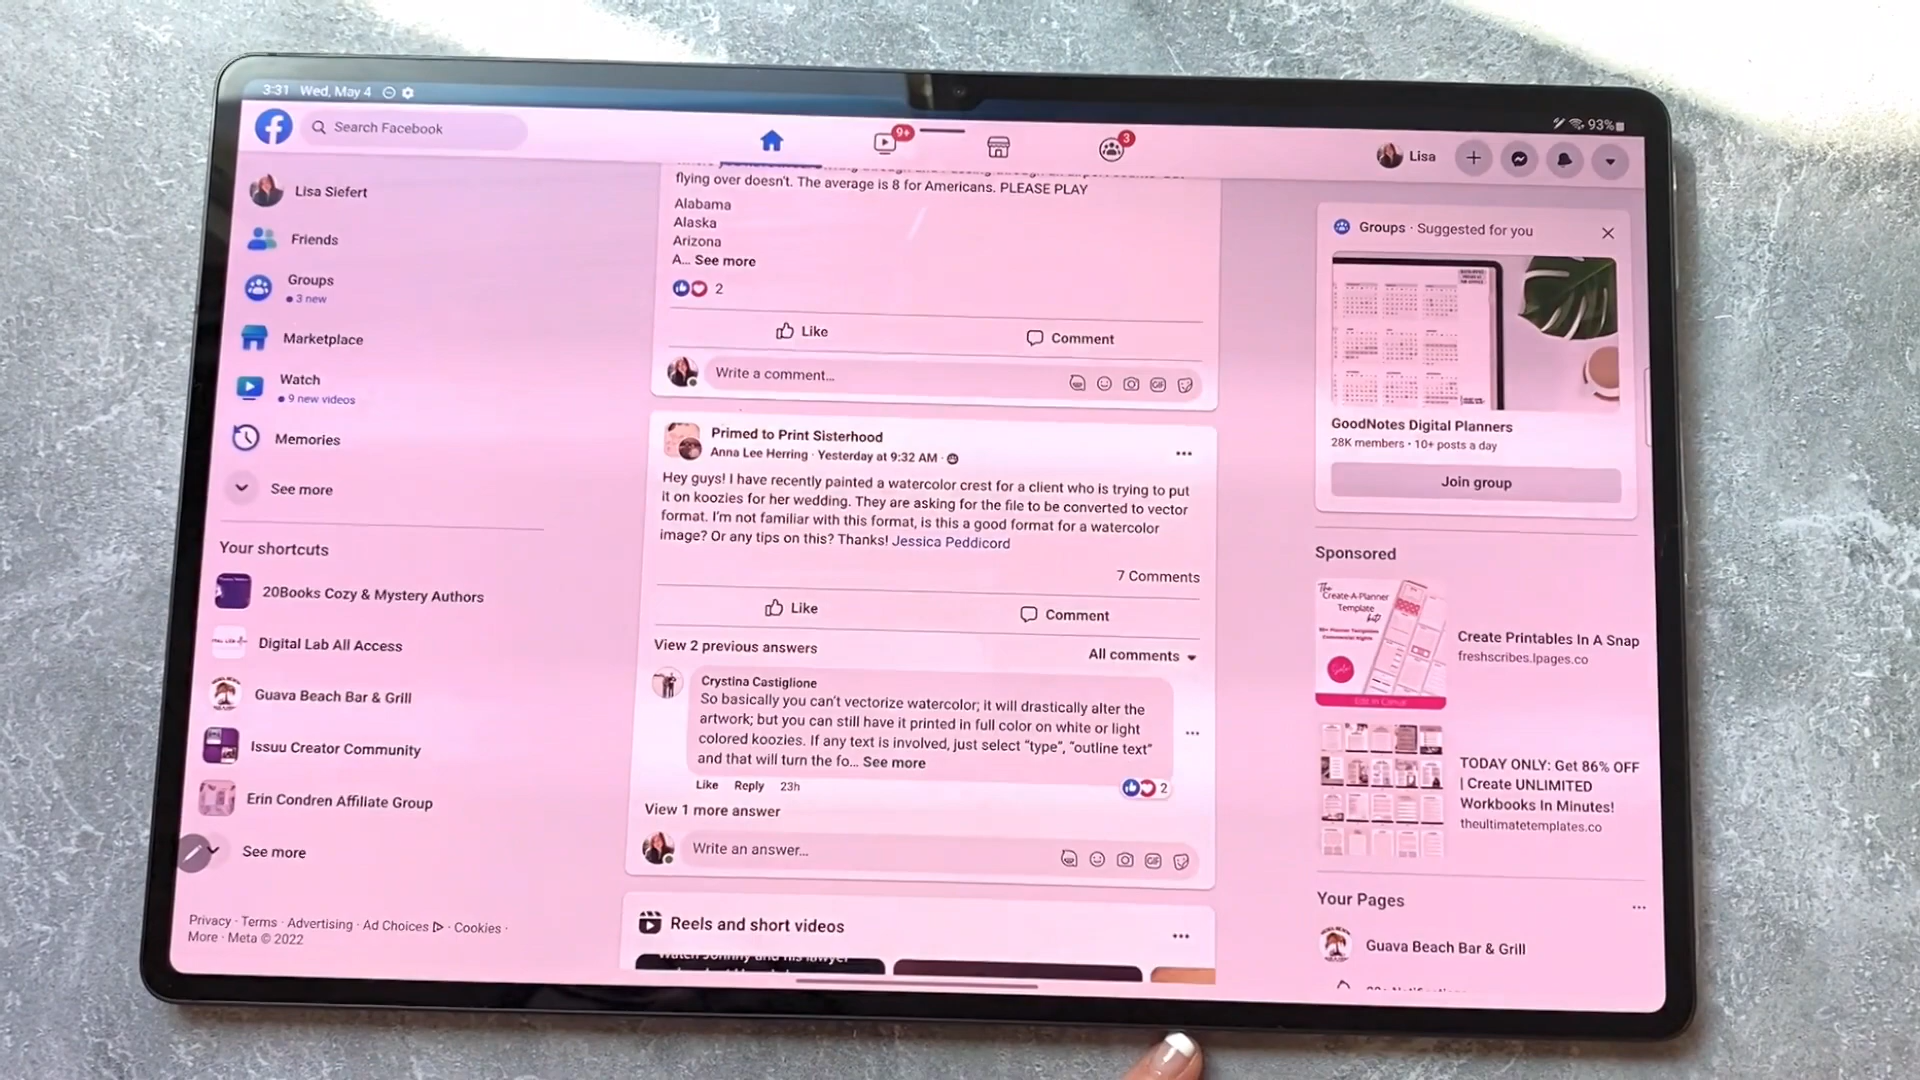 3:31 Wed, May 4
93%
Search Facebook
9+
3
Lisa
Lisa Siefert
Friends
Groups
3 new
Marketplace
Watch
9 new videos
Memories
See more
Your shortcuts
20Books Cozy & Mystery Authors
Digital Lab All Access
Guava Beach Bar & Grill
Issuu Creator Community
Erin Condren Affiliate Group
See more
Privacy · Terms · Advertising · Ad Choices · Cookies ·
More · Meta © 2022
flying over doesn't. The average is 8 for Americans. PLEASE PLAY
Alabama
Alaska
Arizona
A... See more
2
Like
Comment
Write a comment...
Primed to Print Sisterhood
Anna Lee Herring · Yesterday at 9:32 AM ·
Hey guys! I have recently painted a watercolor crest for a client who is trying to put
it on koozies for her wedding. They are asking for the file to be converted to vector
format. I'm not familiar with this format, is this a good format for a watercolor
image? Or any tips on this? Thanks! Jessica Peddicord
7 Comments
Like
Comment
View 2 previous answers
All comments
Crystina Castiglione
So basically you can't vectorize watercolor; it will drastically alter the
artwork; but you can still have it printed in full color on white or light
colored koozies. If any text is involved, just select "type", "outline text"
and that will turn the fo... See more
Like Reply 23h
2
View 1 more answer
Write an answer...
Reels and short videos
Groups · Suggested for you
GoodNotes Digital Planners
28K members · 10+ posts a day
Join group
Sponsored
The
Create-A-Planner
Template
kit!
Create Printables In A Snap
freshscribes.lpages.co
TODAY ONLY: Get 86% OFF
| Create UNLIMITED
Workbooks In Minutes!
theultimatetemplates.co
Your Pages
Guava Beach Bar & Grill